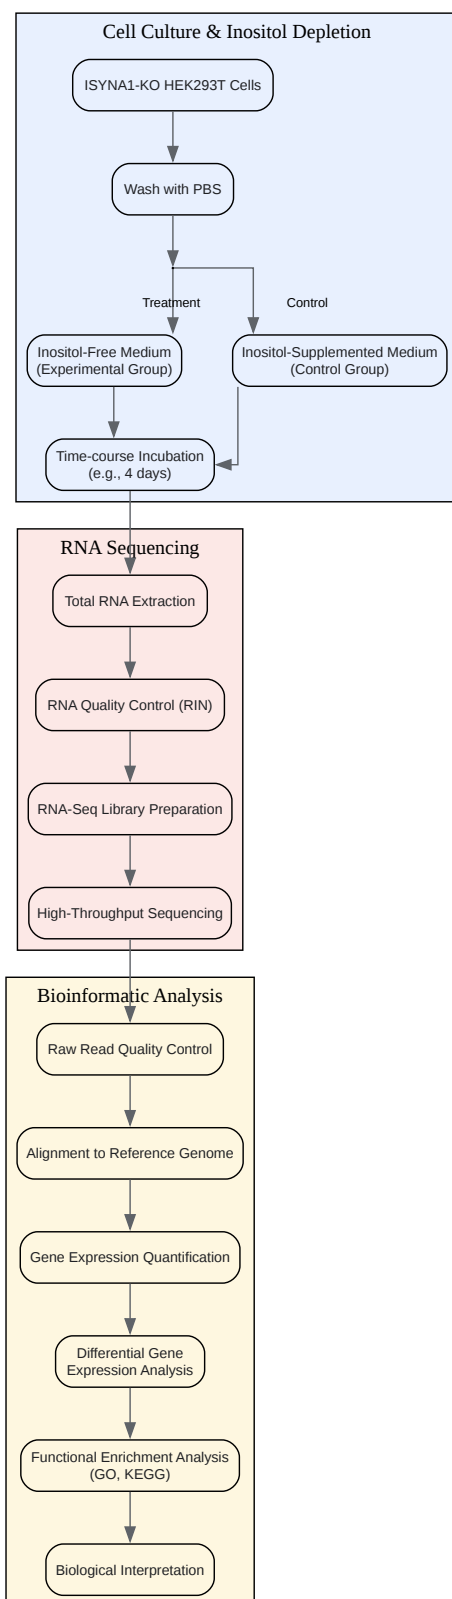 Cell Culture & Inositol Depletion
ISYNA1-KO HEK293T Cells
Wash with PBS
Treatment
Control
Inositol-Free Medium
(Experimental Group)
Inositol-Supplemented Medium
(Control Group)
Time-course Incubation
(e.g., 4 days)
RNA Sequencing
Total RNA Extraction
RNA Quality Control (RIN)
RNA-Seq Library Preparation
High-Throughput Sequencing
Bioinformatic Analysis
Raw Read Quality Control
Alignment to Reference Genome
Gene Expression Quantification
Differential Gene
Expression Analysis
Functional Enrichment Analysis
(GO, KEGG)
Biological Interpretation